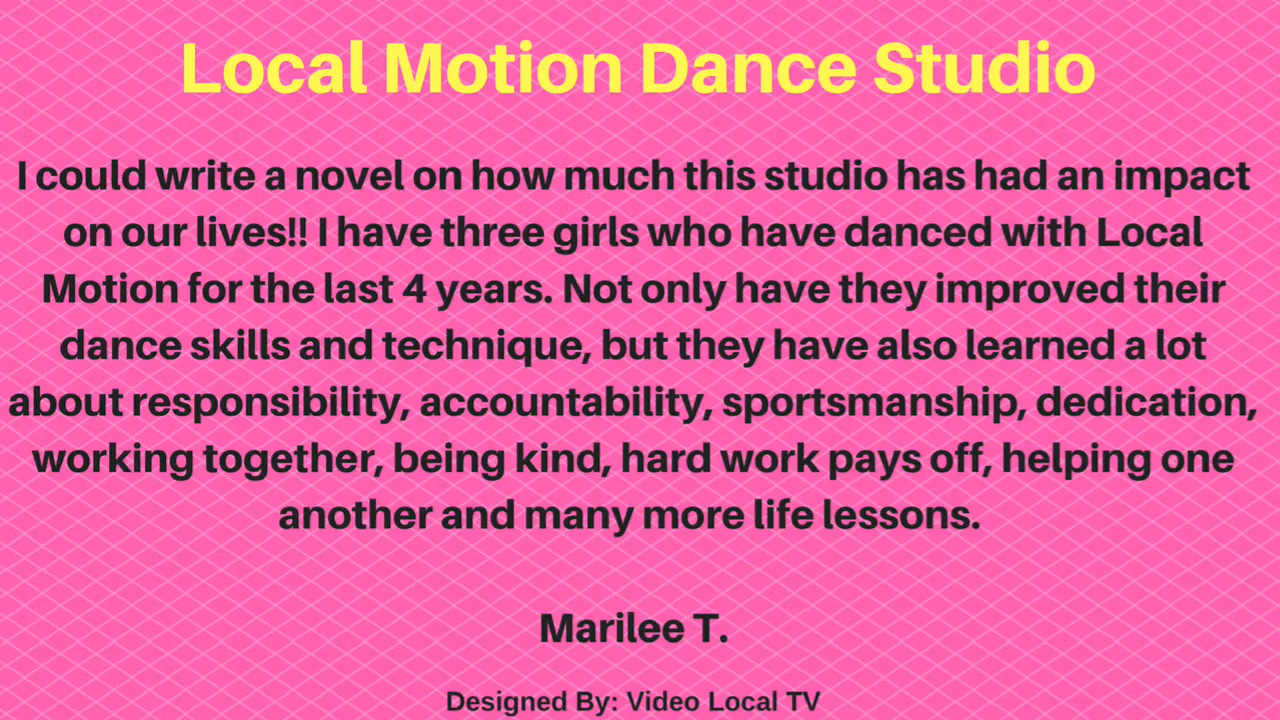 Local Motion Dance Studio
I could write a novel on how much this studio has had an impact
on our lives!! I have three girls who have danced with Local
Motion for the last 4 years. Not only have they improved their
dance skills and technique, but they have also learned a lot
about responsibility, accountability, sportsmanship, dedication,
working together, being kind, hard work pays off, helping one
another and many more life lessons.
Marilee T.
Designed By: Video Local TV